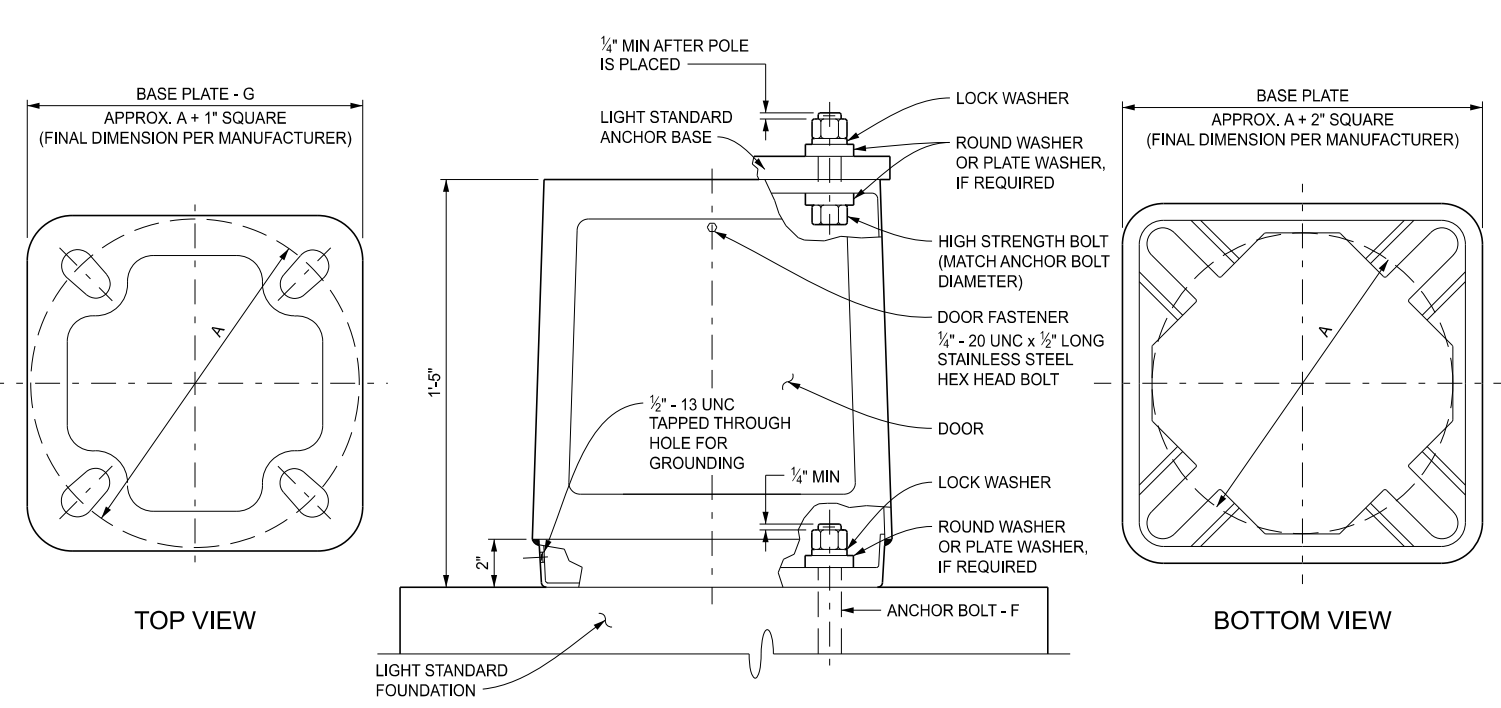 BASE PLATE - G
APPROX. A + 1" SQUARE
(FINAL DIMENSION PER MANUFACTURER)
A
TOP VIEW
¼" MIN AFTER POLE
IS PLACED
LIGHT STANDARD
ANCHOR BASE
LOCK WASHER
ROUND WASHER
OR PLATE WASHER,
IF REQUIRED
HIGH STRENGTH BOLT
(MATCH ANCHOR BOLT
DIAMETER)
DOOR FASTENER
¼" - 20 UNC x ½" LONG
STAINLESS STEEL
HEX HEAD BOLT
1'-5"
½" - 13 UNC
TAPPED THROUGH
HOLE FOR
GROUNDING
DOOR
¼" MIN
LOCK WASHER
ROUND WASHER
OR PLATE WASHER,
IF REQUIRED
2"
ANCHOR BOLT - F
LIGHT STANDARD
FOUNDATION
BASE PLATE
APPROX. A + 2" SQUARE
(FINAL DIMENSION PER MANUFACTURER)
A
BOTTOM VIEW